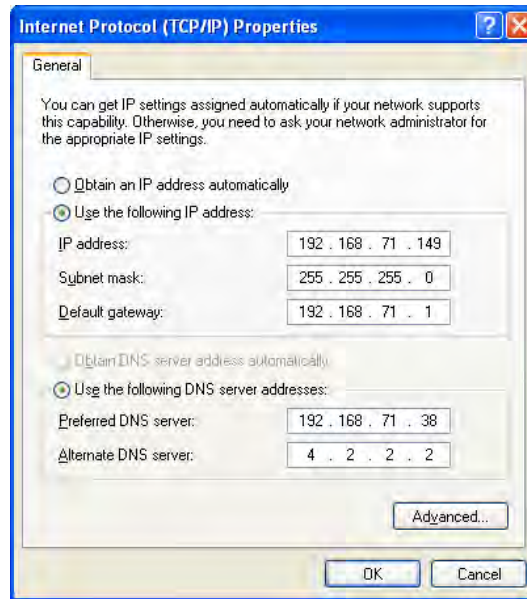 Internet Protocol (TCP/IP) Properties
General
You can get IP settings assigned automatically if your network supports
this capability. Otherwise, you need to ask your network administrator for
the appropriate IP settings.
Obtain an IP address automatically
Use the following IP address:
IP address: 192 . 168 . 71 . 149
Subnet mask: 255 . 255 . 255 . 0
Default gateway: 192 . 168 . 71 . 1
Obtain DNS server address automatically
Use the following DNS server addresses:
Preferred DNS server: 192 . 168 . 71 . 38
Alternate DNS server: 4 . 2 . 2 . 2
Advanced...
OK Cancel